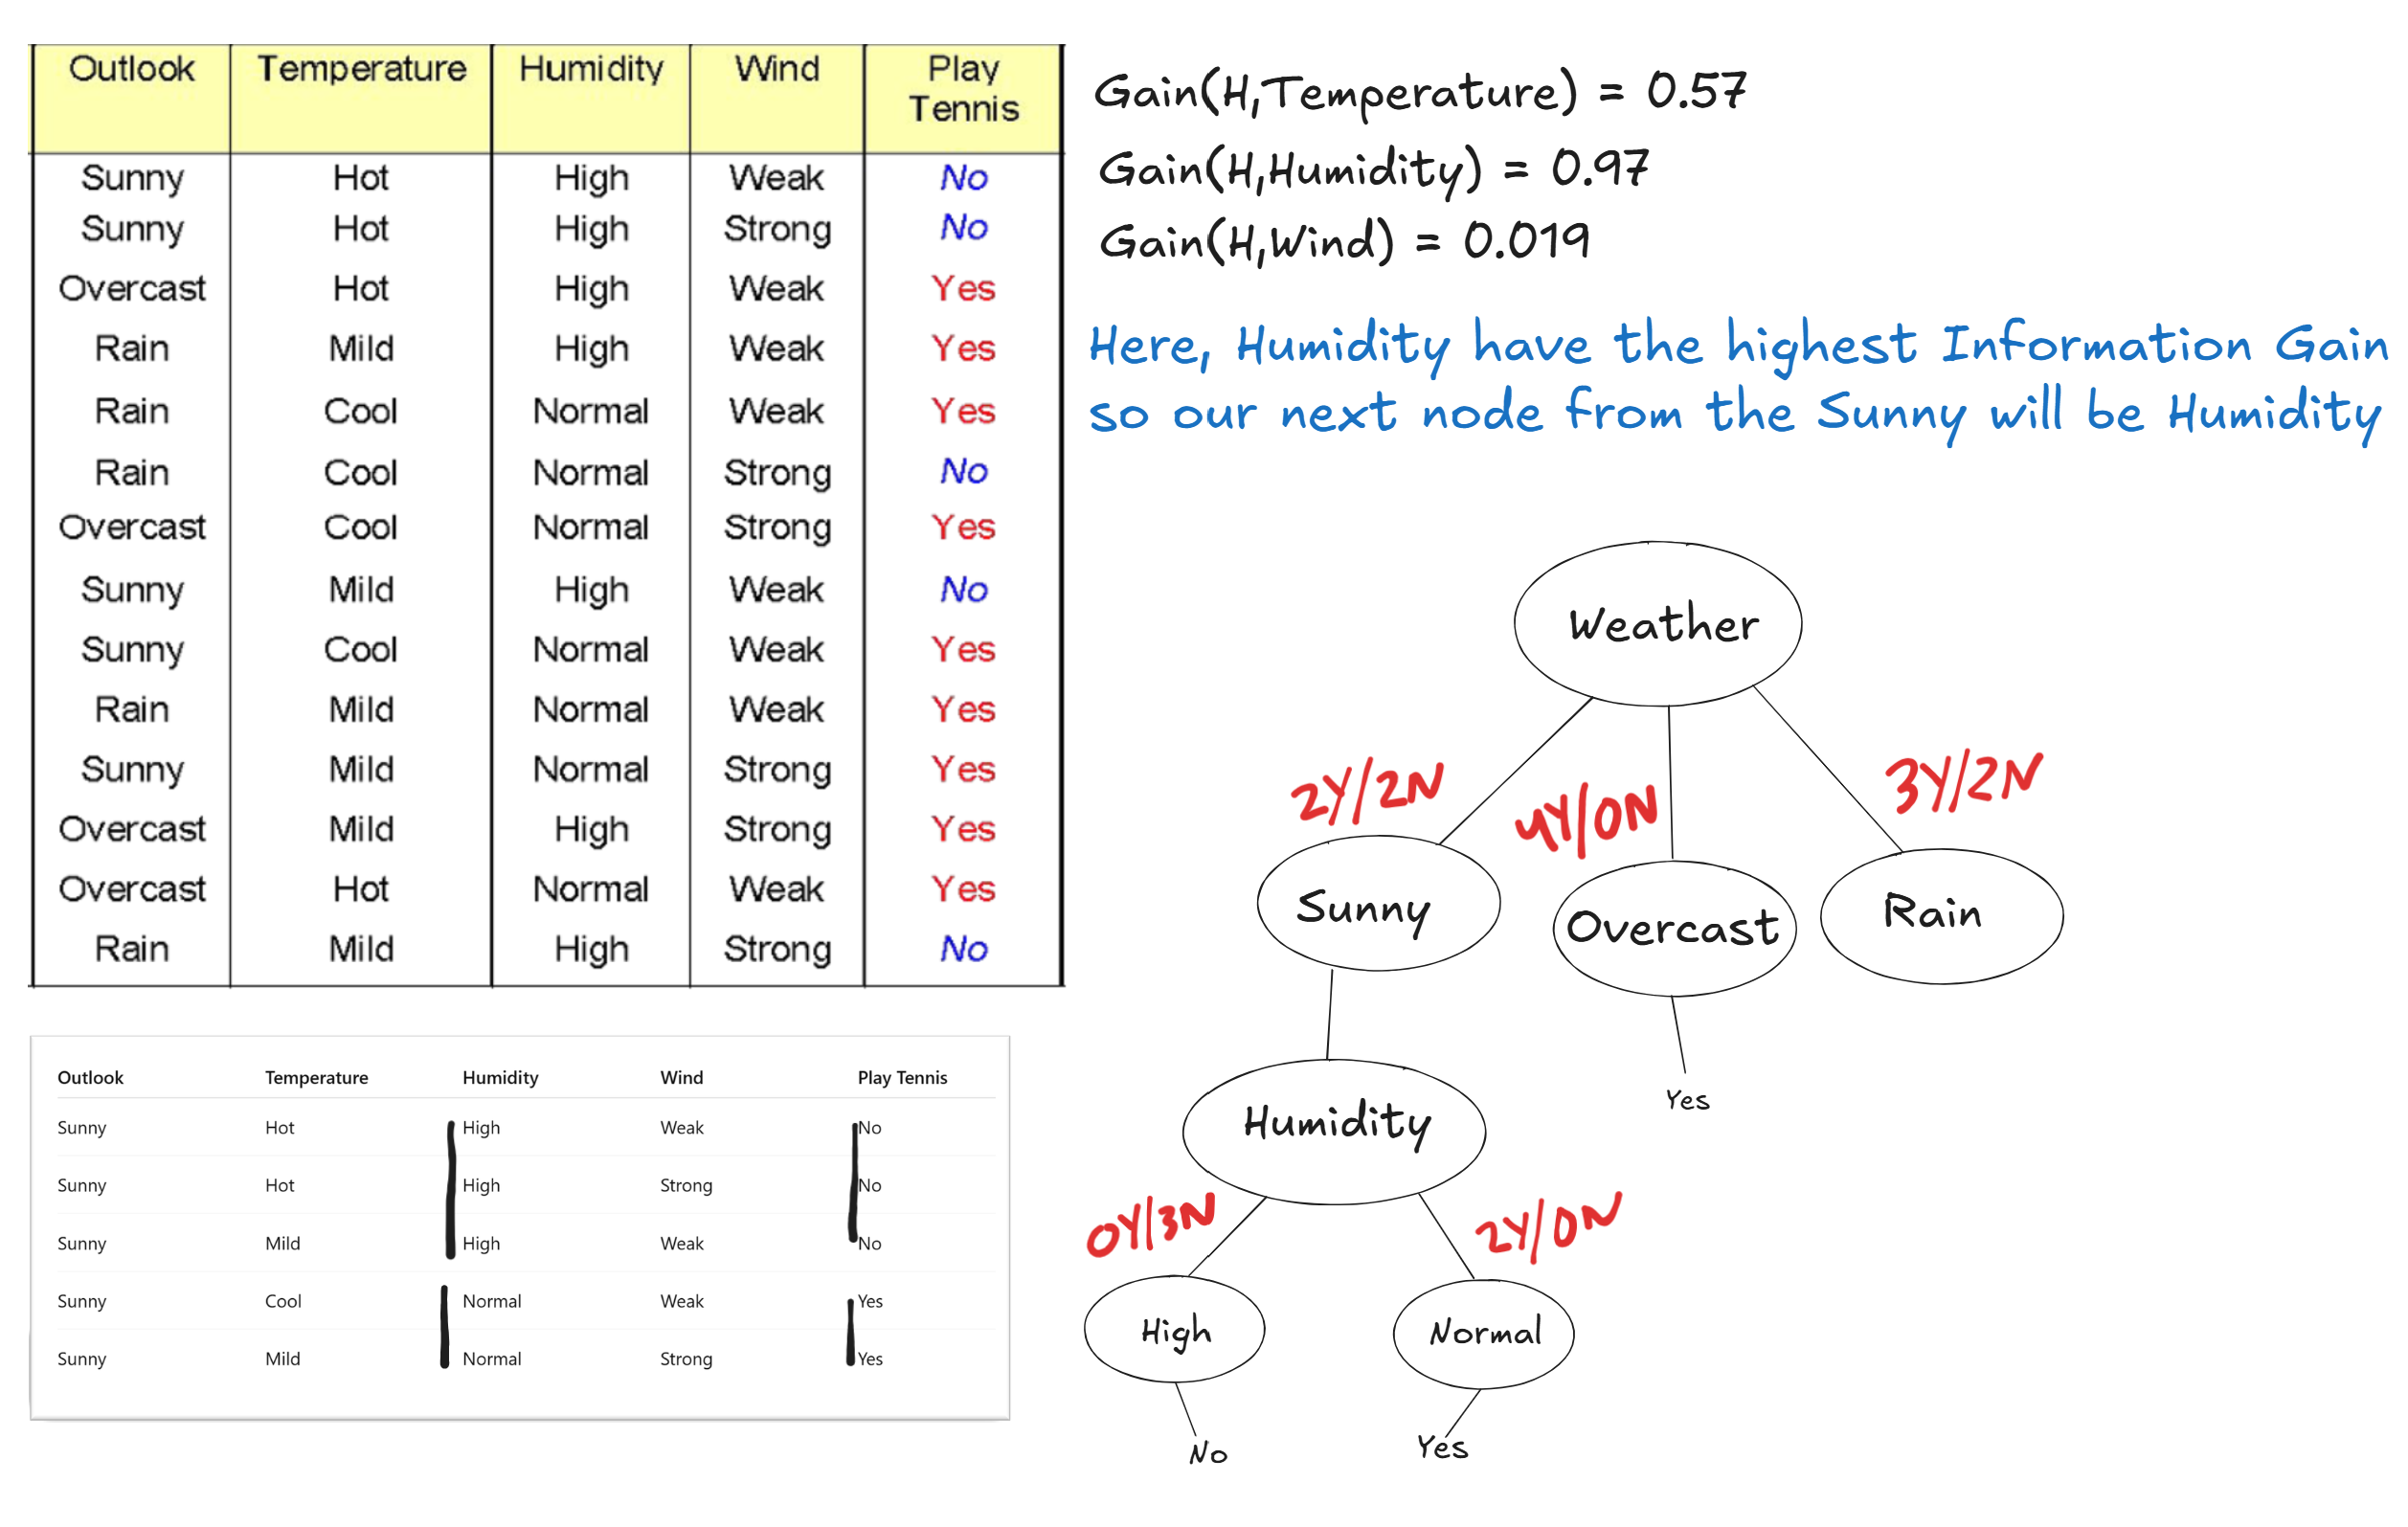 Outlook Temperature Humidity Wind Play Tennis
Sunny Hot High Weak No
Sunny Hot High Strong No
Overcast Hot High Weak Yes
Rain Mild High Weak Yes
Rain Cool Normal Weak Yes
Rain Cool Normal Strong No
Overcast Cool Normal Strong Yes
Sunny Mild High Weak No
Sunny Cool Normal Weak Yes
Rain Mild Normal Weak Yes
Sunny Mild Normal Strong Yes
Overcast Mild High Strong Yes
Overcast Hot Normal Weak Yes
Rain Mild High Strong No
Gain(H,Temperature) = 0.57
Gain(H,Humidity) = 0.97
Gain(H,Wind) = 0.019
Here, Humidity have the highest Information Gain
so our next node from the Sunny will be Humidity
Weather
2Y/2N 4Y/0N 3Y/2N
Sunny Overcast Rain
Humidity Yes
0Y/3N 2Y/0N
High Normal
No Yes
Outlook Temperature Humidity Wind Play Tennis
Sunny Hot High Weak No
Sunny Hot High Strong No
Sunny Mild High Weak No
Sunny Cool Normal Weak Yes
Sunny Mild Normal Strong Yes